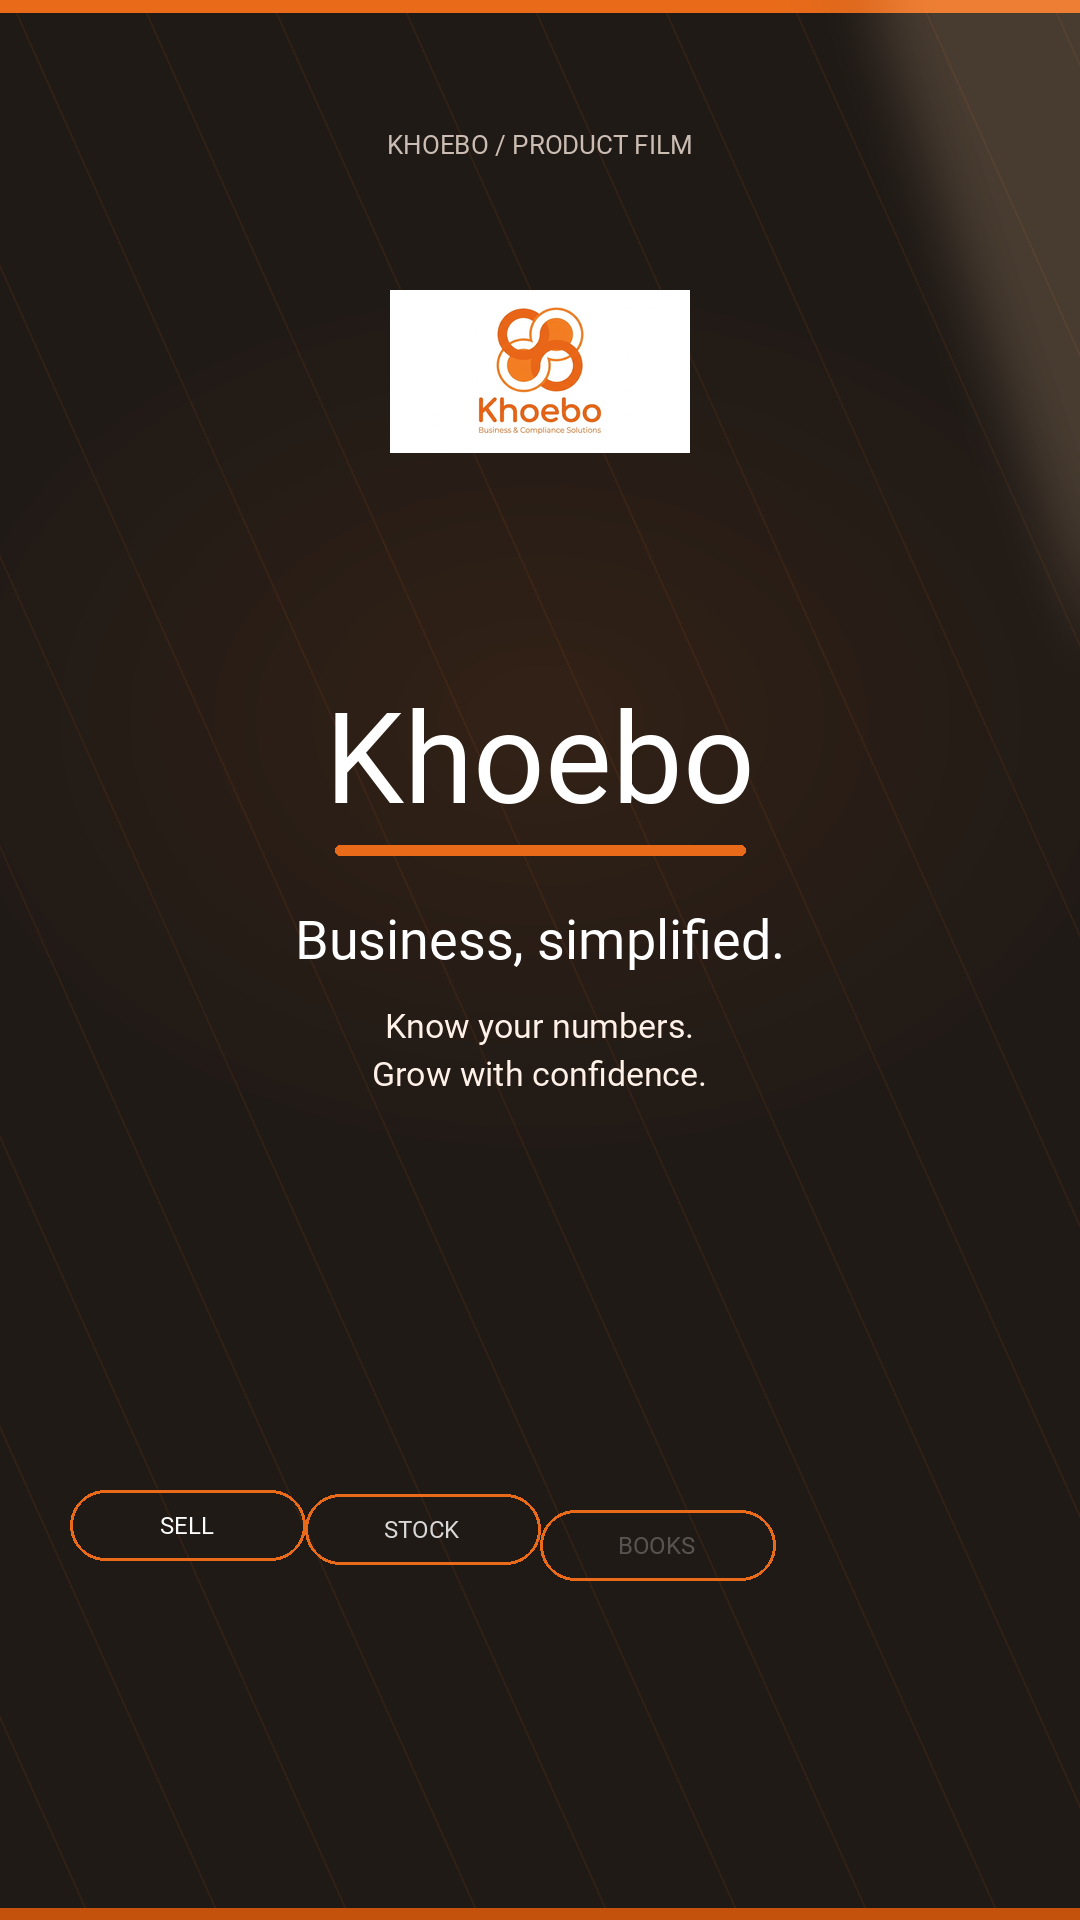 KHOEBO / PRODUCT FILM
Khoebo
Business & Compliance Solutions
Khoebo
Business, simplified.
Know your numbers.
Grow with confidence.
SELL
STOCK
BOOKS